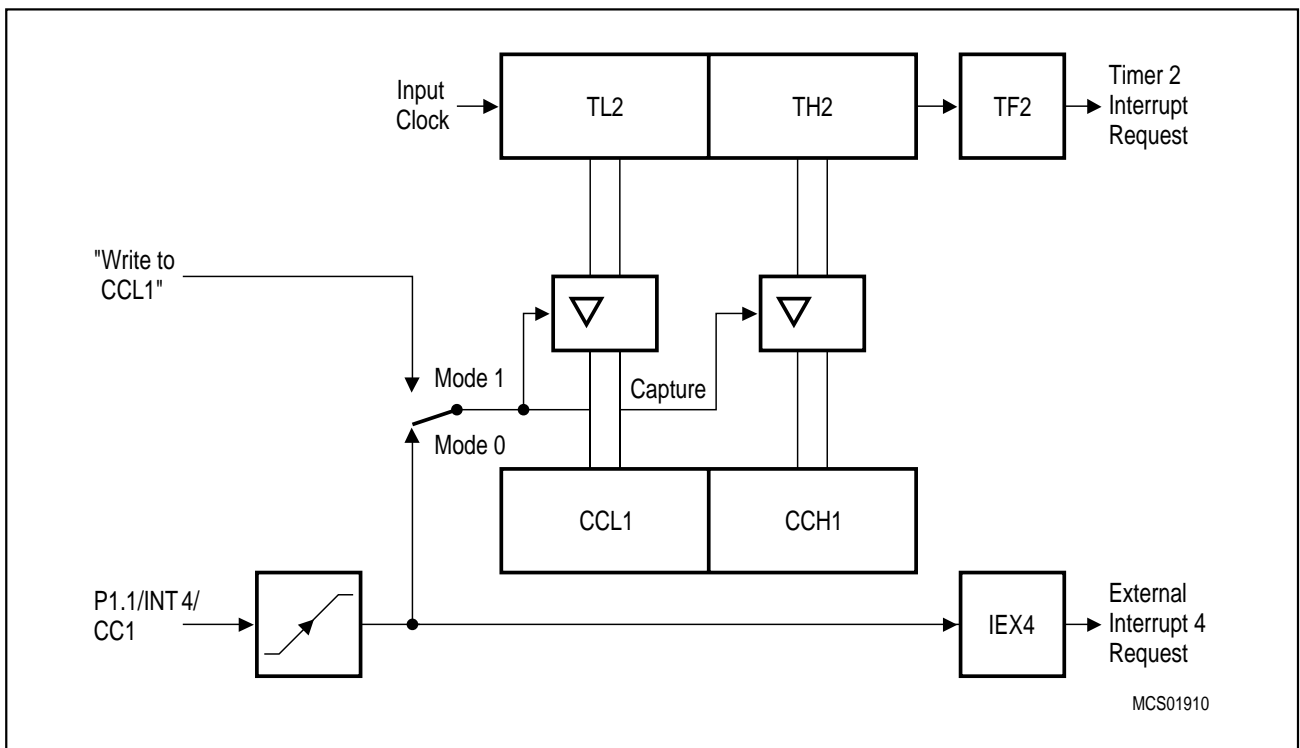 Input
Clock
TL2
TH2
TF2
Timer 2
Interrupt
Request
"Write to
CCL1"
Mode 1
Capture
Mode 0
CCL1
CCH1
P1.1/INT 4/
CC1
IEX4
External
Interrupt 4
Request
MCS01910